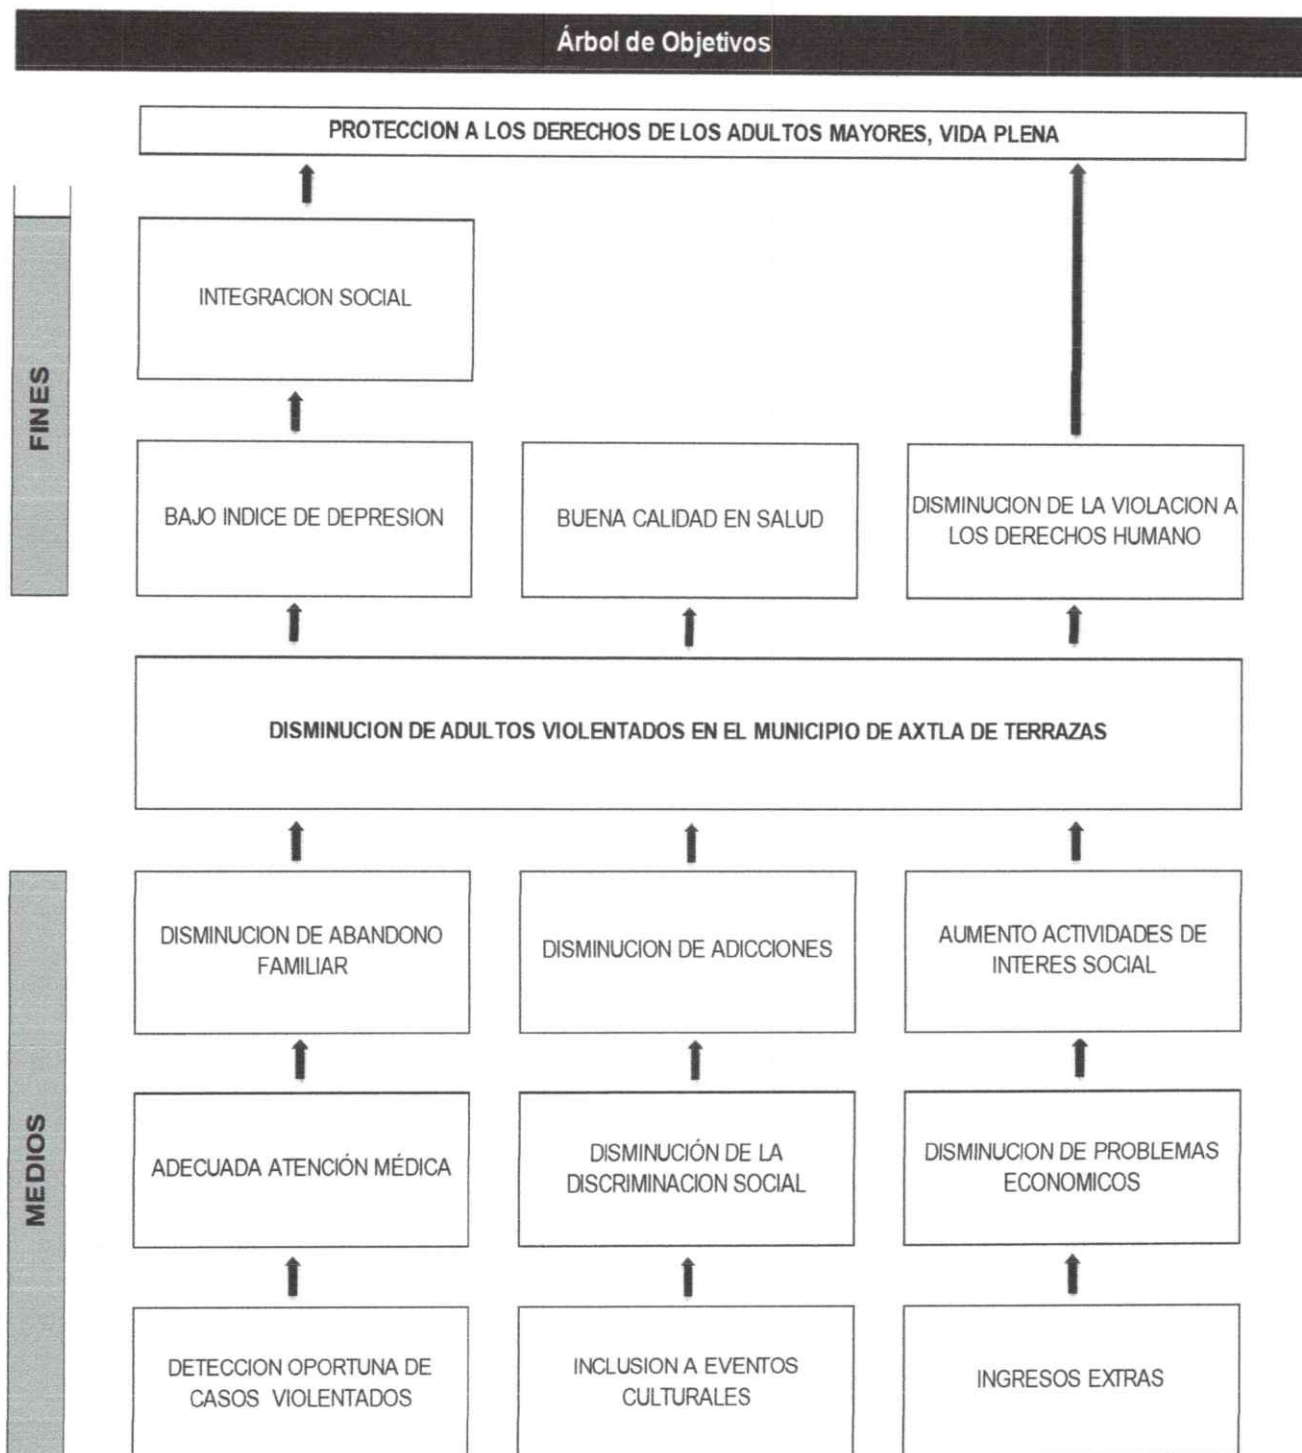 Árbol de Objetivos
PROTECCION A LOS DERECHOS DE LOS ADULTOS MAYORES, VIDA PLENA
FINES
INTEGRACION SOCIAL
BAJO INDICE DE DEPRESION
BUENA CALIDAD EN SALUD
DISMINUCION DE LA VIOLACION A
LOS DERECHOS HUMANO
DISMINUCION DE ADULTOS VIOLENTADOS EN EL MUNICIPIO DE AXTLA DE TERRAZAS
MEDIOS
DISMINUCION DE ABANDONO
FAMILIAR
DISMINUCION DE ADICCIONES
AUMENTO ACTIVIDADES DE
INTERES SOCIAL
ADECUADA ATENCIÓN MÉDICA
DISMINUCIÓN DE LA
DISCRIMINACION SOCIAL
DISMINUCION DE PROBLEMAS
ECONOMICOS
DETECCION OPORTUNA DE
CASOS VIOLENTADOS
INCLUSION A EVENTOS
CULTURALES
INGRESOS EXTRAS